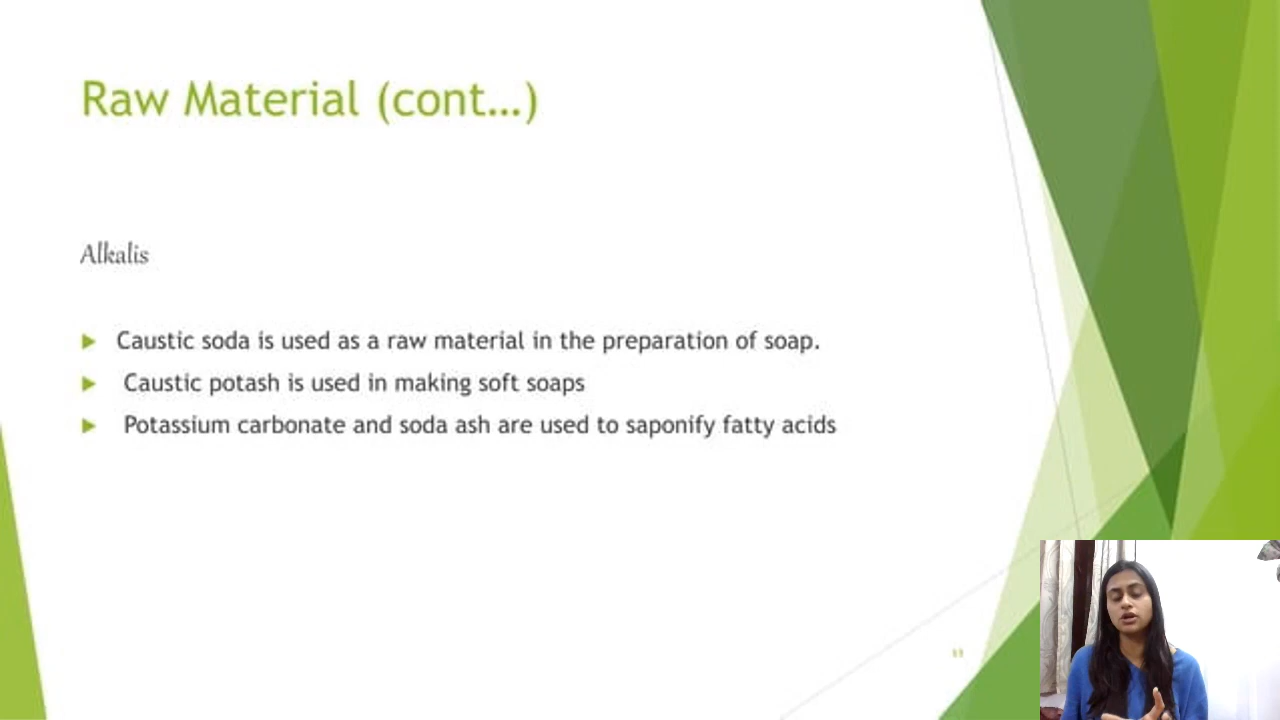 Raw Material (cont…)
Alkalis
Caustic soda is used as a raw material in the preparation of soap.
Caustic potash is used in making soft soaps
Potassium carbonate and soda ash are used to saponify fatty acids